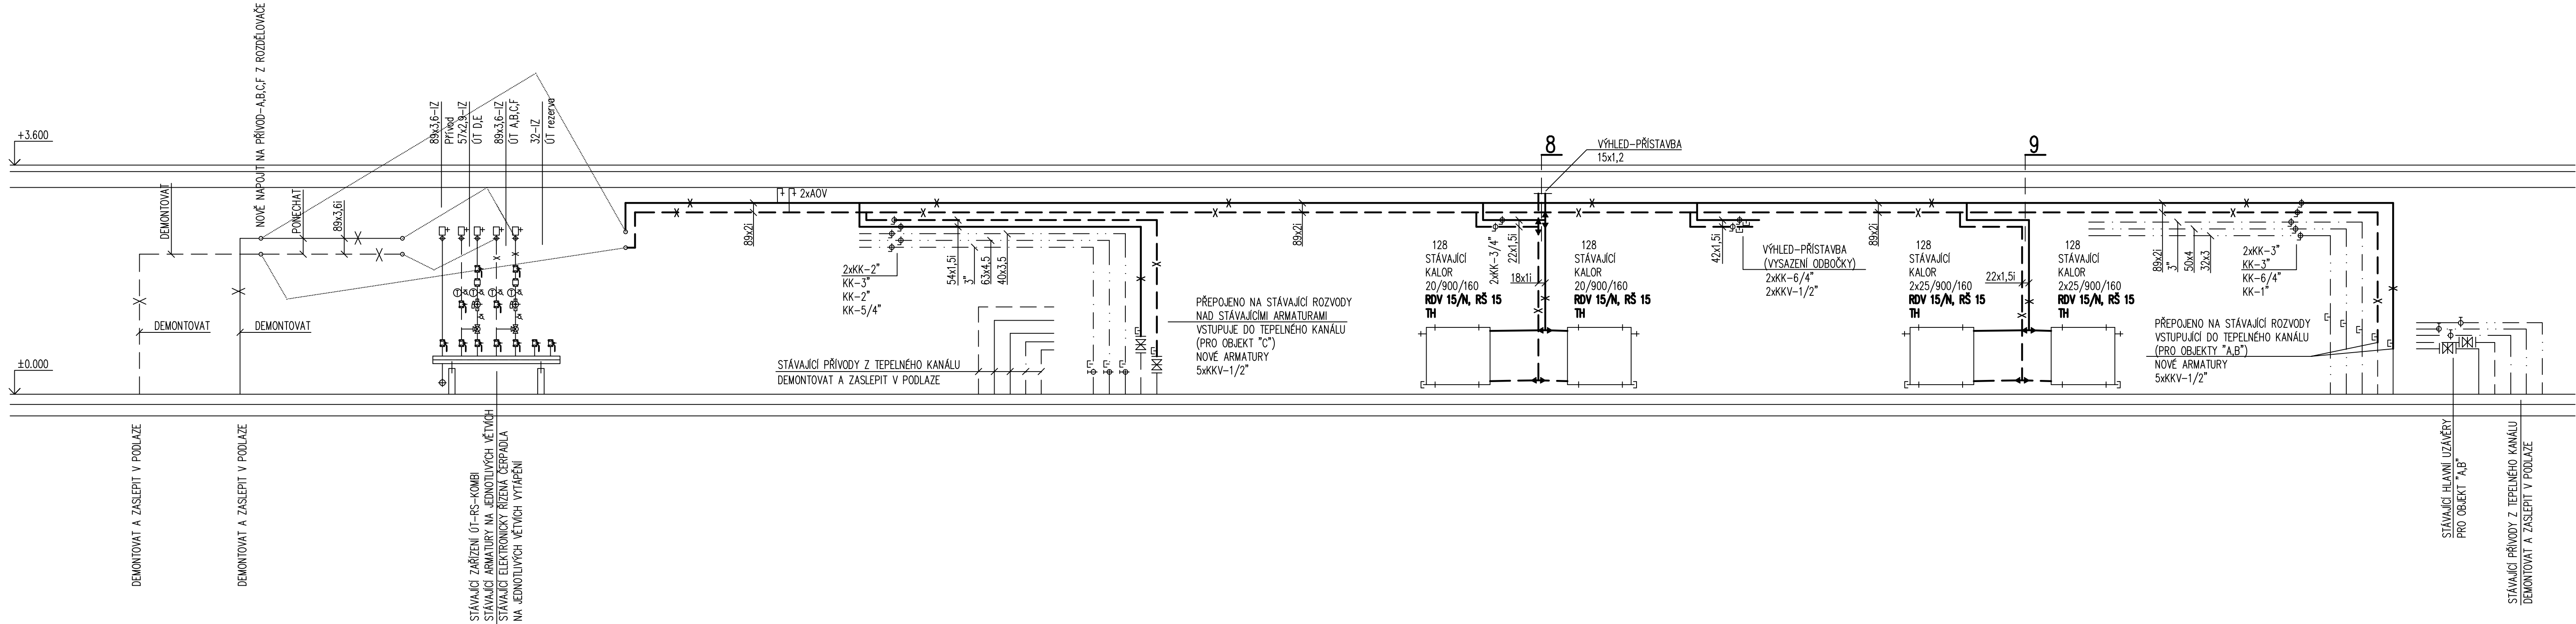 +3.600
±0.000
DEMONTOVAT
NOVĚ NAPOJIT NA PŘÍVOD-A,B,C,F Z ROZDĚLOVAČE
PONECHAT
89x3,6i
DEMONTOVAT
DEMONTOVAT
DEMONTOVAT A ZASLEPIT V PODLAZE
DEMONTOVAT A ZASLEPIT V PODLAZE
89x3,6-IZ
Přívod
57x2,9-IZ
ÚT D,E
89x3,6-IZ
ÚT A,B,C,F
32-IZ
ÚT rezerva
STÁVAJÍCÍ ZAŘÍZENÍ ÚT-RS-KOMBI
STÁVAJÍCÍ ARMATURY NA JEDNOTLIVÝCH VĚTVÍCH
STÁVAJÍCÍ ELEKTRONICKY ŘÍZENÁ ČERPADLA
NA JEDNOTLIVÝCH VĚTVÍCH VYTÁPĚNÍ
2xAOV
89x2i
2xKK-2"
KK-3"
KK-2"
KK-5/4"
54x1,5i
3"
63x4,5
40x3,5
STÁVAJÍCÍ PŘÍVODY Z TEPELNÉHO KANÁLU
DEMONTOVAT A ZASLEPIT V PODLAZE
PŘEPOJENO NA STÁVAJÍCÍ ROZVODY
NAD STÁVAJÍCÍMI ARMATURAMI
VSTUPUJE DO TEPELNÉHO KANÁLU
(PRO OBJEKT "C")
NOVÉ ARMATURY
5xKKV-1/2"
89x2i
8
VÝHLED-PŘÍSTAVBA
15x1,2
128
STÁVAJÍCÍ
KALOR
20/900/160
RDV 15/N, RŠ 15
TH
2xKK-3/4"
22x1,5i
18x1i
128
STÁVAJÍCÍ
KALOR
20/900/160
RDV 15/N, RŠ 15
TH
42x1,5i
VÝHLED-PŘÍSTAVBA
(VYSAZENÍ ODBOČKY)
2xKK-6/4"
2xKKV-1/2"
89x2i
9
128
STÁVAJÍCÍ
KALOR
2x25/900/160
RDV 15/N, RŠ 15
TH
22x1,5i
128
STÁVAJÍCÍ
KALOR
2x25/900/160
RDV 15/N, RŠ 15
TH
89x2i
3"
50x4
32x3
2xKK-3"
KK-3"
KK-6/4"
KK-1"
PŘEPOJENO NA STÁVAJÍCÍ ROZVODY
VSTUPUJÍCÍ DO TEPELNÉHO KANÁLU
(PRO OBJEKTY "A,B")
NOVÉ ARMATURY
5xKKV-1/2"
STÁVAJÍCÍ HLAVNÍ UZÁVĚRY
PRO OBJEKT "A,B"
STÁVAJÍCÍ PŘÍVODY Z TEPELNÉHO KANÁLU
DEMONTOVAT A ZASLEPIT V PODLAZE